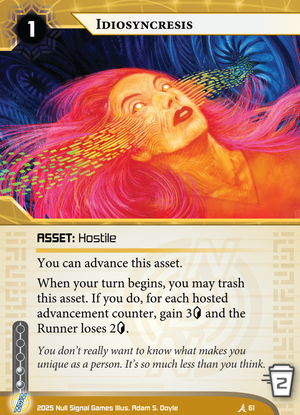 1
Idiosyncresis
ASSET: Hostile
You can advance this asset.
When your turn begins, you may trash
this asset. If you do, for each hosted
advancement counter, gain 3 and the
Runner loses 2.
You don't really want to know what makes you
unique as a person. It's so much less than you think.
2
2025 Null Signal Games Illus. Adam S. Doyle
61